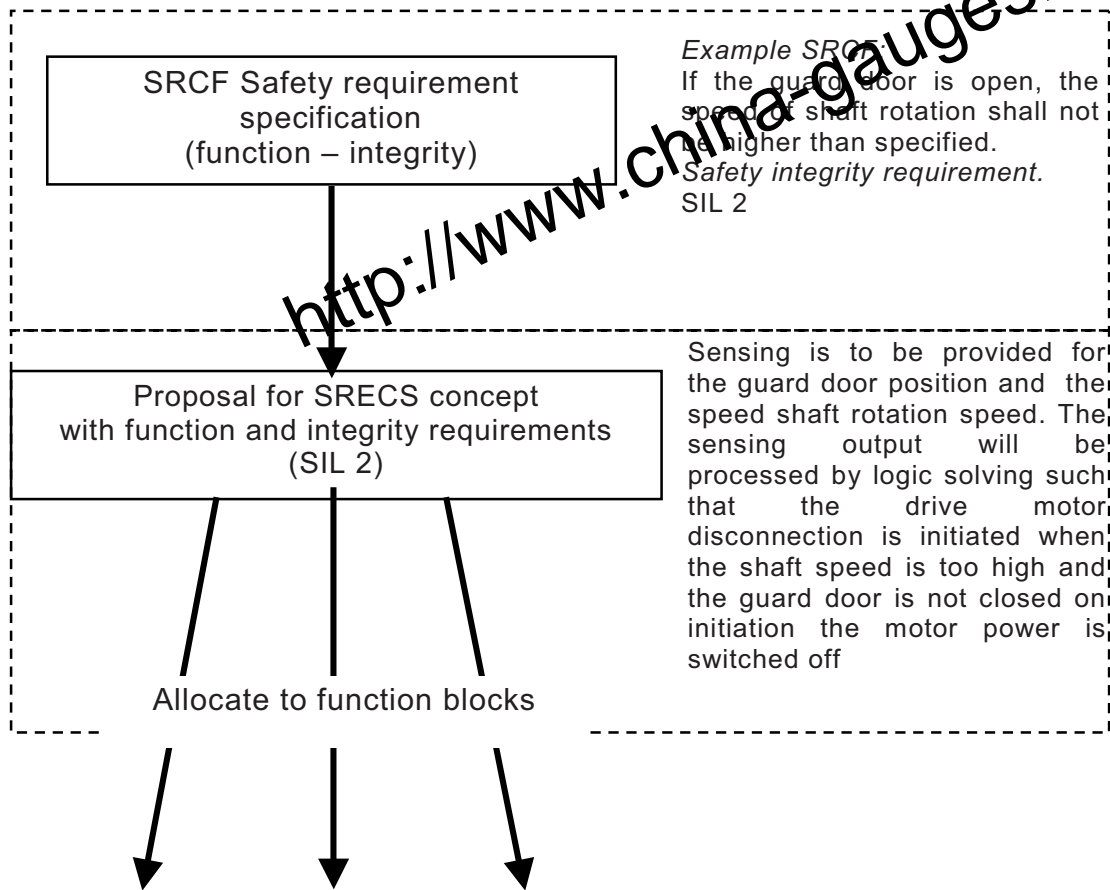 SRCF Safety requirement
specification
(function – integrity)
Example SRCF:
If the guard door is open, the
speed of shaft rotation shall not
be higher than specified.
Safety integrity requirement.
SIL 2
http://www.china-gauges.
Proposal for SRECS concept
with function and integrity requirements
(SIL 2)
Sensing is to be provided for
the guard door position and the
speed shaft rotation speed. The
sensing output will be
processed by logic solving such
that the drive motor
disconnection is initiated when
the shaft speed is too high and
the guard door is not closed on
initiation the motor power is
switched off
Allocate to function blocks